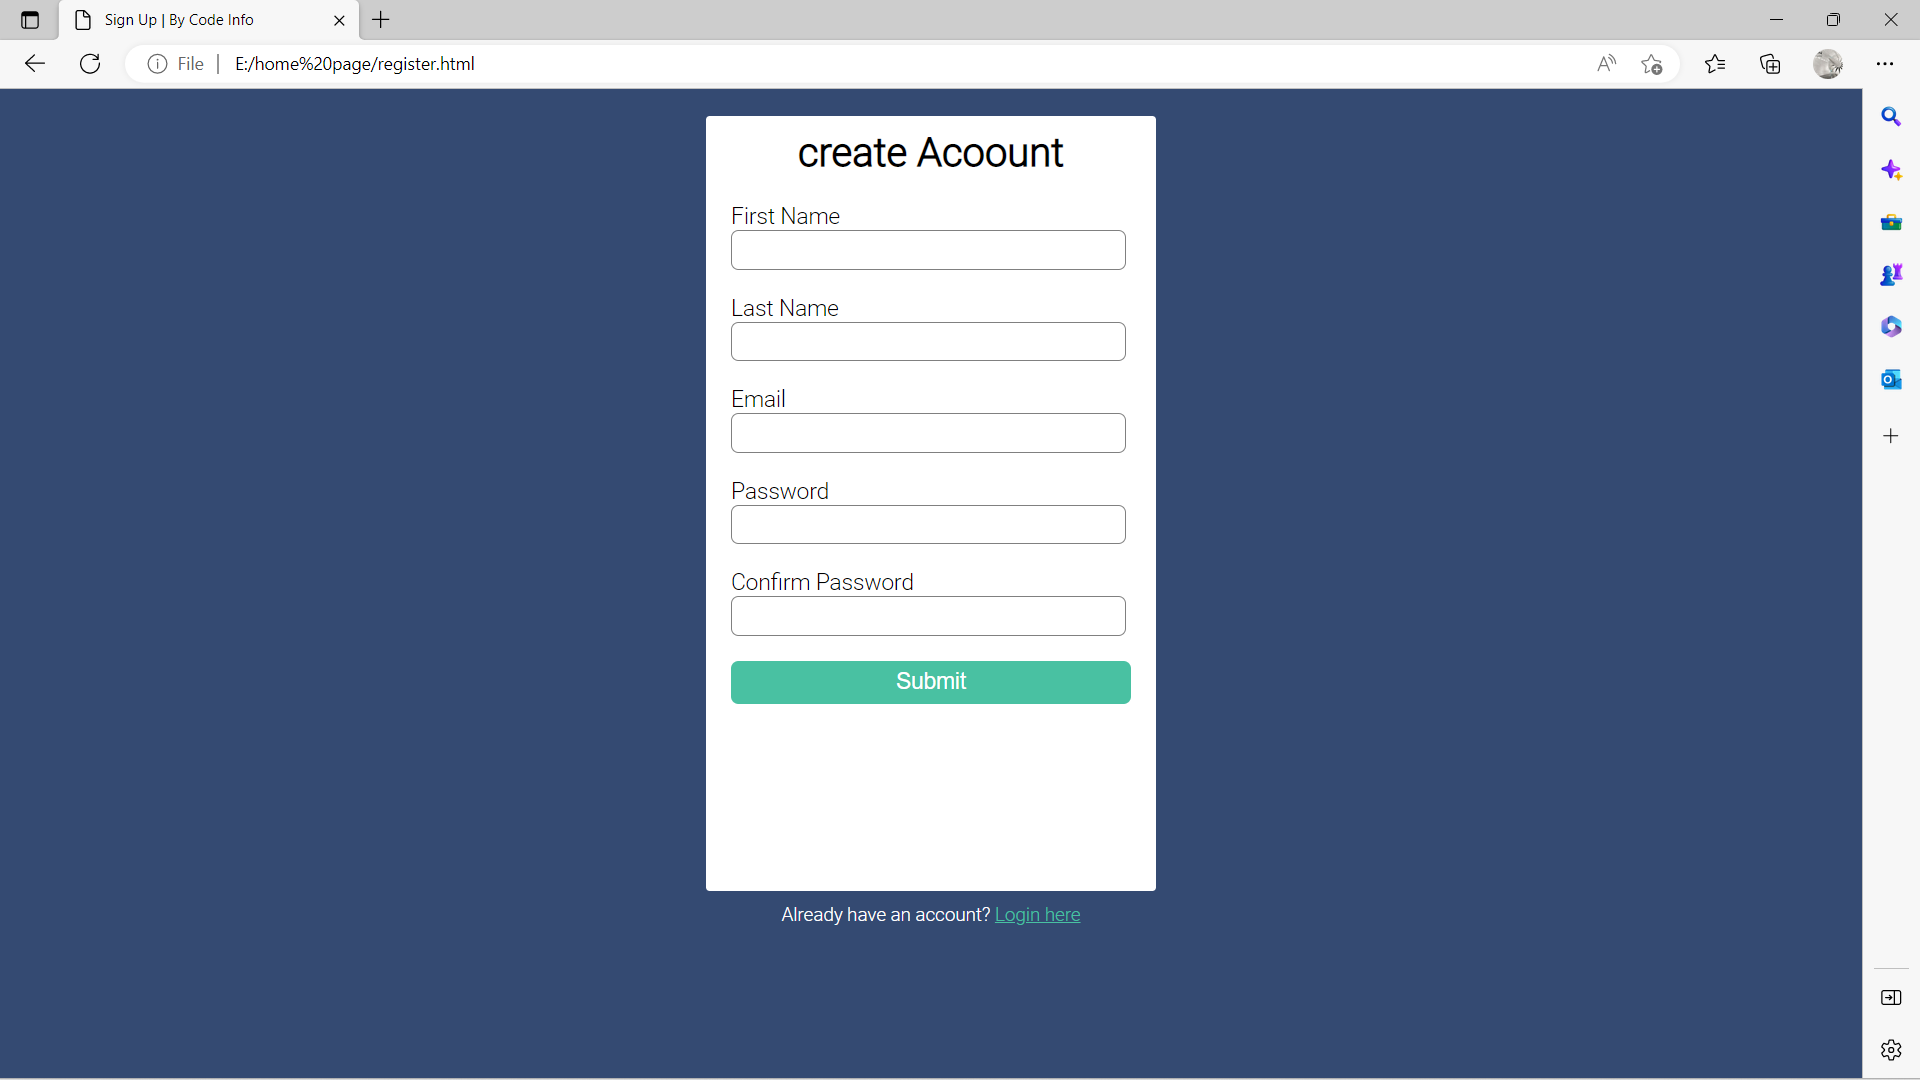 Sign Up | By Code Info
File
E:/home%20page/register.html
create Acoount
First Name
Last Name
Email
Password
Confirm Password
Submit
Already have an account? Login here